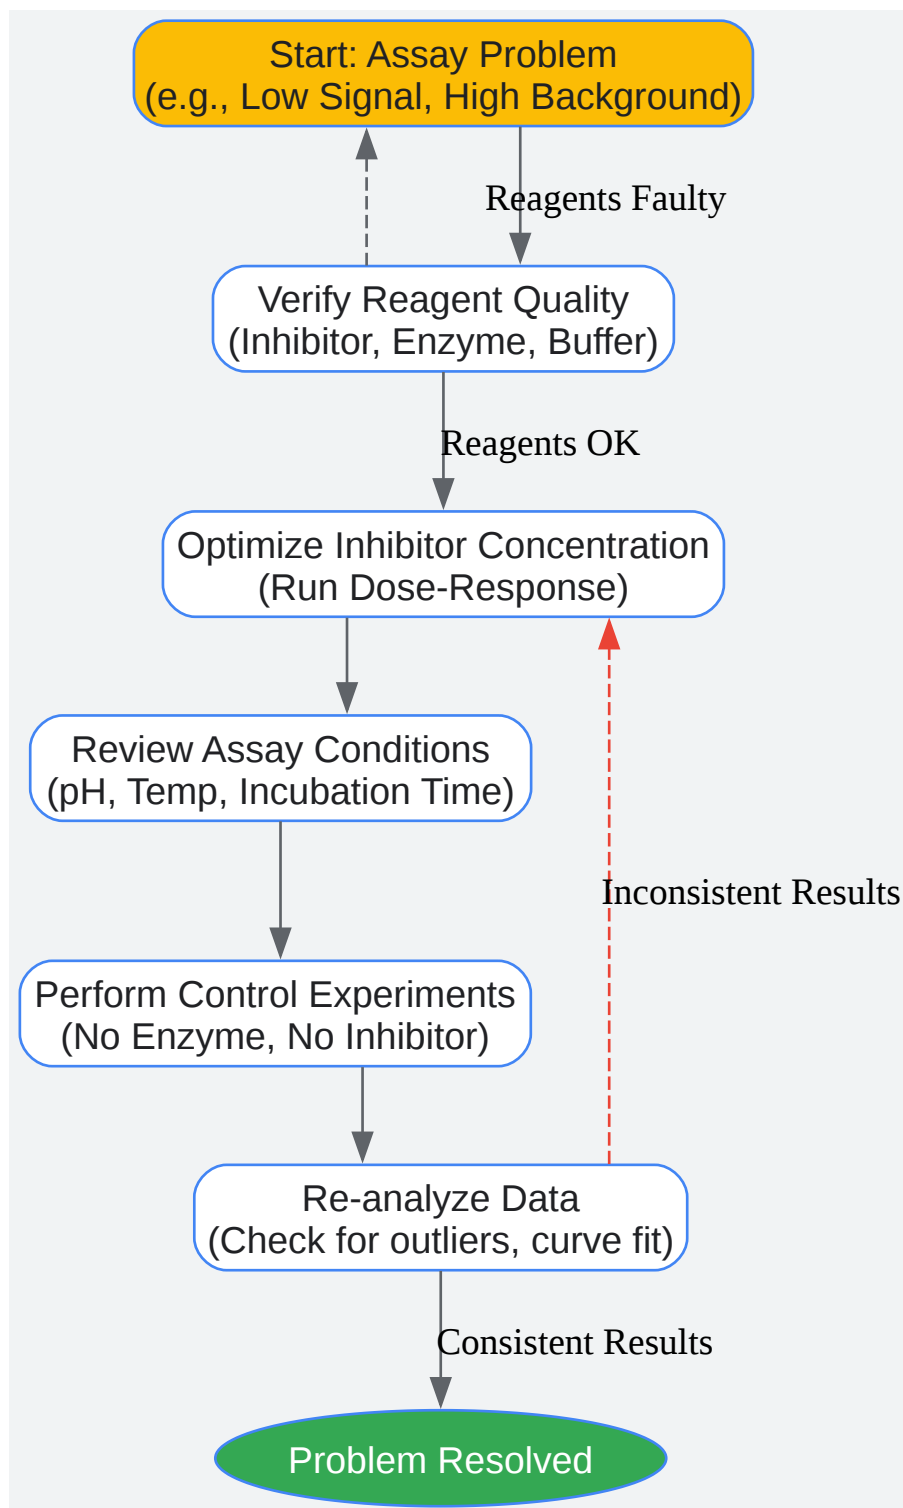 Start: Assay Problem
(e.g., Low Signal, High Background)
Reagents Faulty
Verify Reagent Quality
(Inhibitor, Enzyme, Buffer)
Reagents OK
Optimize Inhibitor Concentration
(Run Dose-Response)
Review Assay Conditions
(pH, Temp, Incubation Time)
Inconsistent Results
Perform Control Experiments
(No Enzyme, No Inhibitor)
Re-analyze Data
(Check for outliers, curve fit)
Consistent Results
Problem Resolved